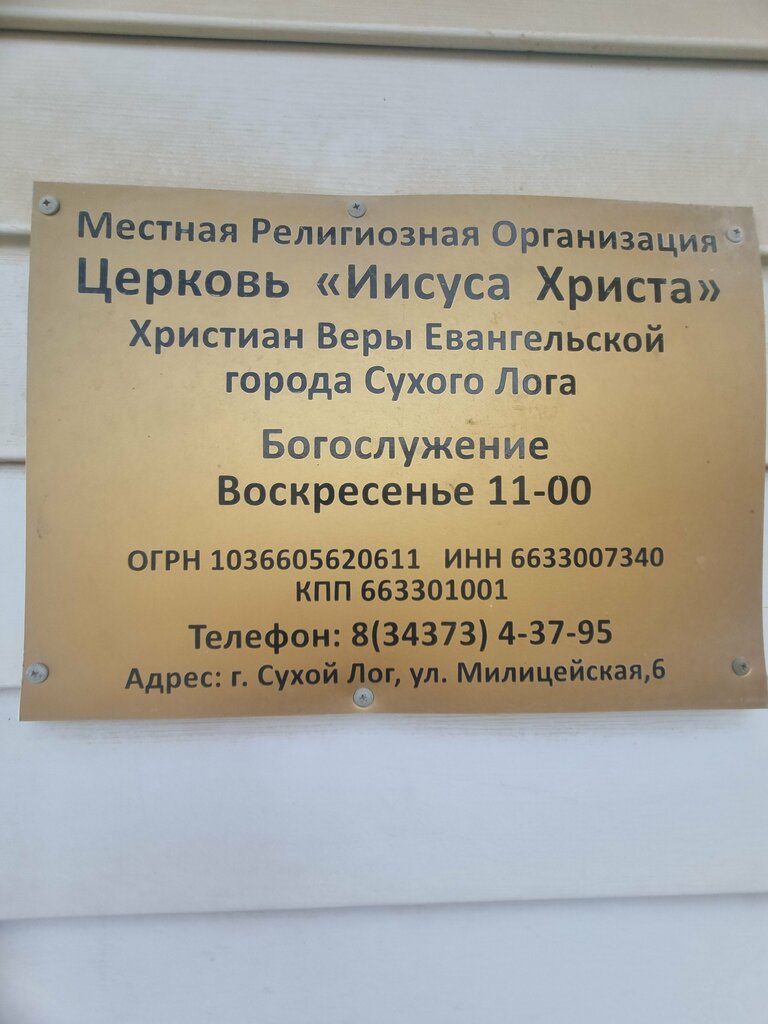 Местная Религиозная Организация
Церковь «Иисуса Христа»
Христиан Веры Евангельской
города Сухого Лога
Богослужение
Воскресенье 11-00
ОГРН 1036605620611 ИНН 6633007340
КПП 663301001
Телефон: 8(34373) 4-37-95
Адрес: г. Сухой Лог, ул. Милицейская,6